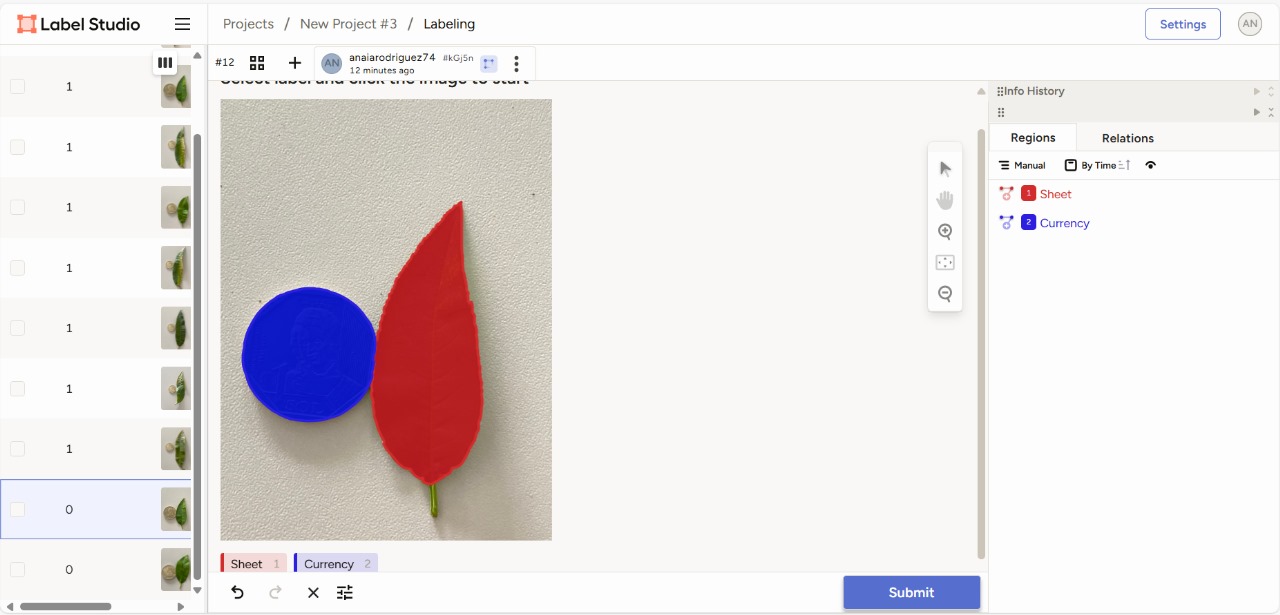 Label Studio
Projects / New Project #3 / Labeling
Settings
AN
#12
AN
anaiarodriguez74 #kGj5n
12 minutes ago
Select label and click the image to start
Info History
Regions
Relations
Manual
By Time
1 Sheet
2 Currency
1
1
1
1
1
1
1
0
0
Sheet 1
Currency 2
Submit